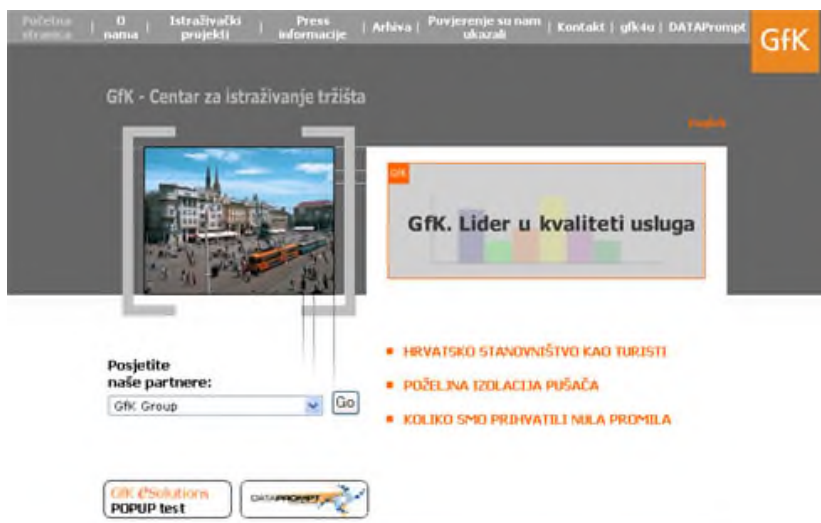 Početna stranica | O nama | Istraživački projekti | Press informacije | Arhiva | Povjerenje su nam ukazali | Kontakt | gfk4u | DATAPrompt
GfK
GfK - Centar za istraživanje tržišta
English
GfK
GfK. Lider u kvaliteti usluga
HRVATSKO STANOVNIŠTVO KAO TURISTI
POŽELJNA IZOLACIJA PUŠAČA
KOLIKO SMO PRIHVATILI NULA PROMILA
Posjetite
naše partnere:
GfK Group
Go
GfK eSolutions
POPUP test
DATAPROMPT